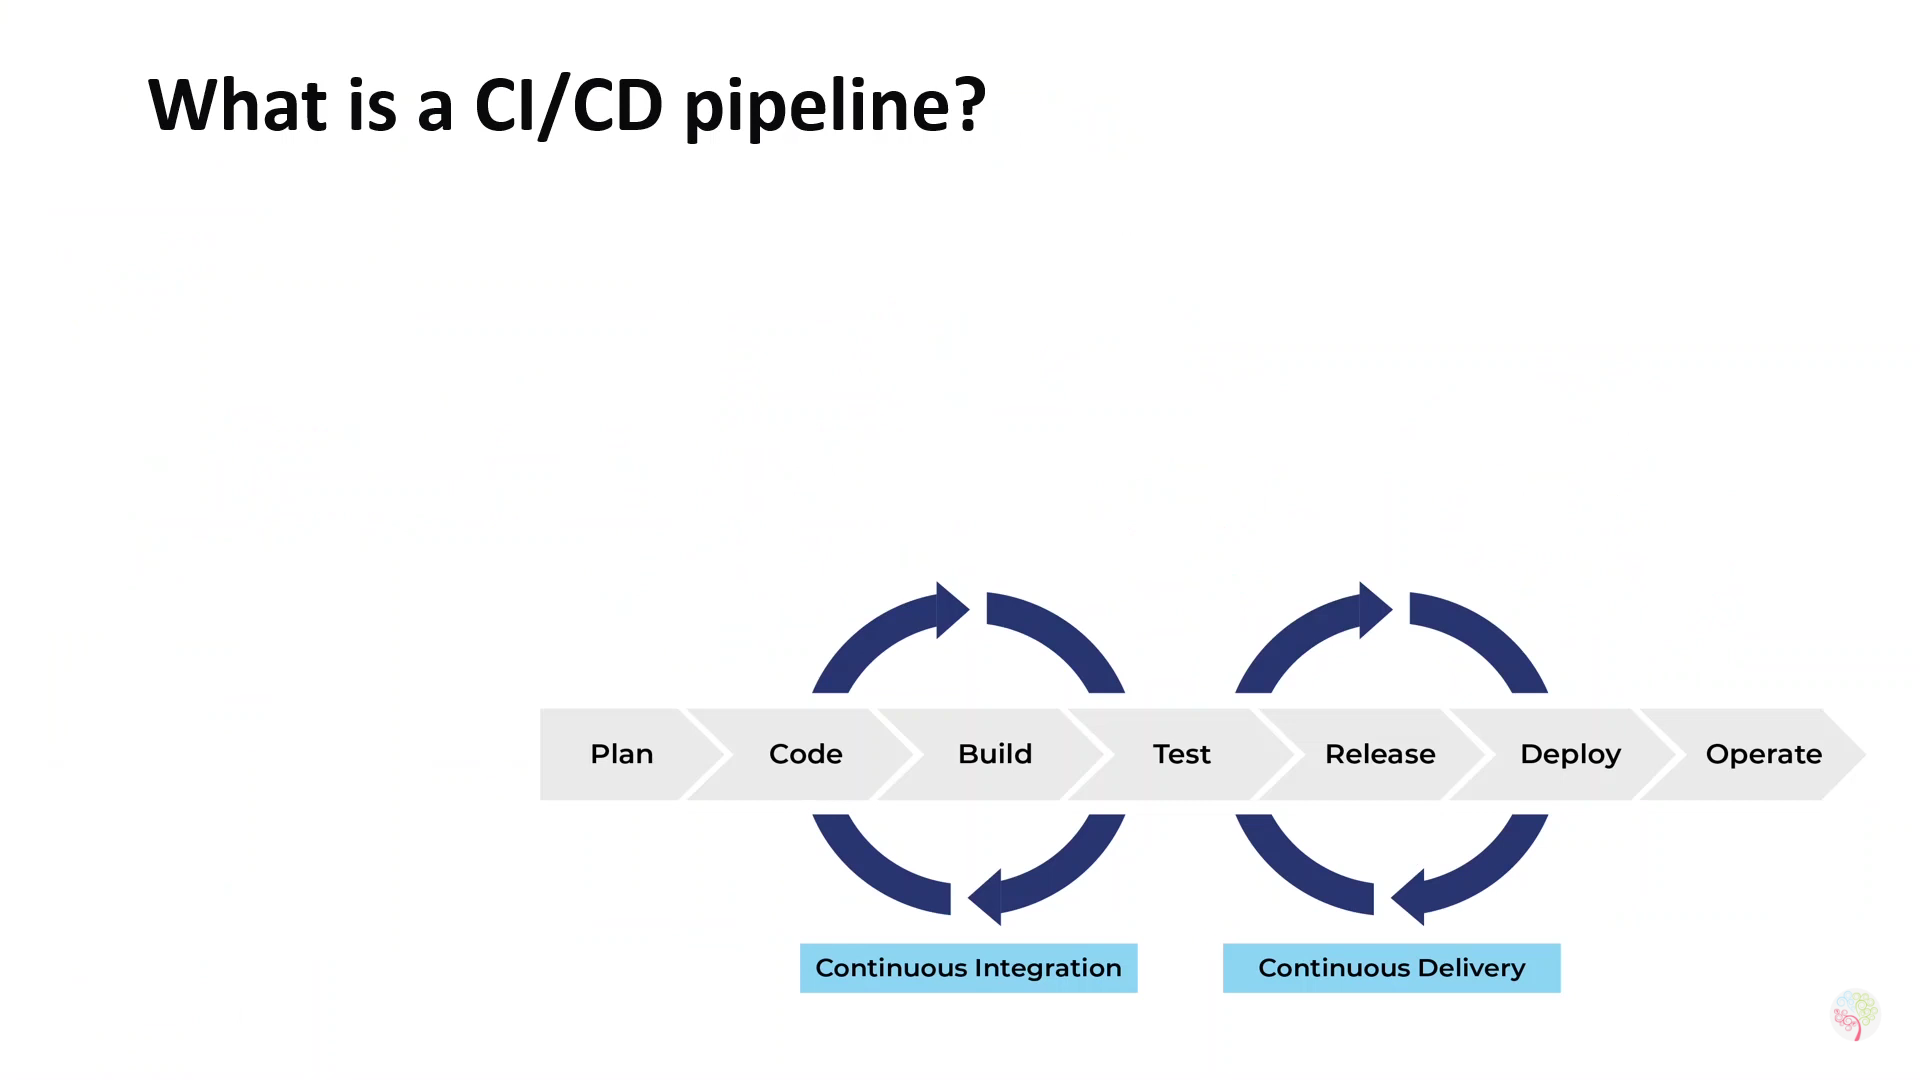 What is a CI/CD pipeline?
Plan Code Build Test Release Deploy Operate
Continuous Integration Continuous Delivery